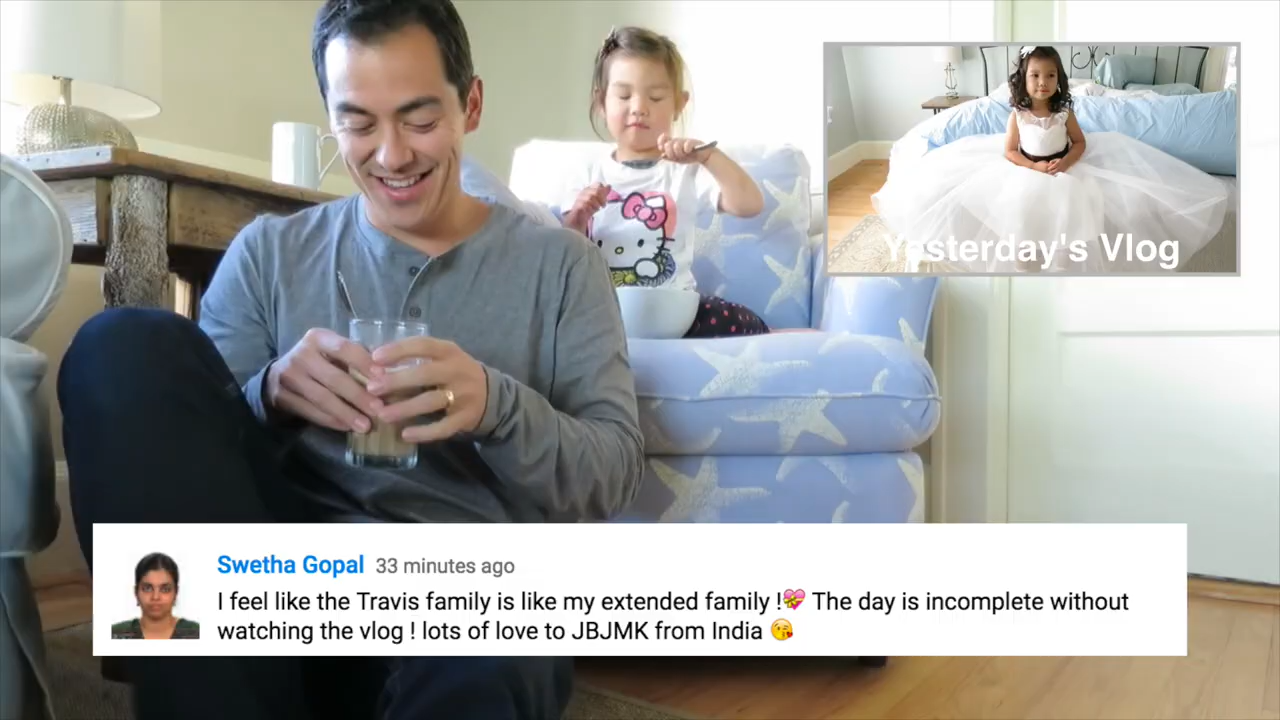 Yesterday's Vlog
Swetha Gopal 33 minutes ago
I feel like the Travis family is like my extended family !💝 The day is incomplete without
watching the vlog ! lots of love to JBJMK from India 😘